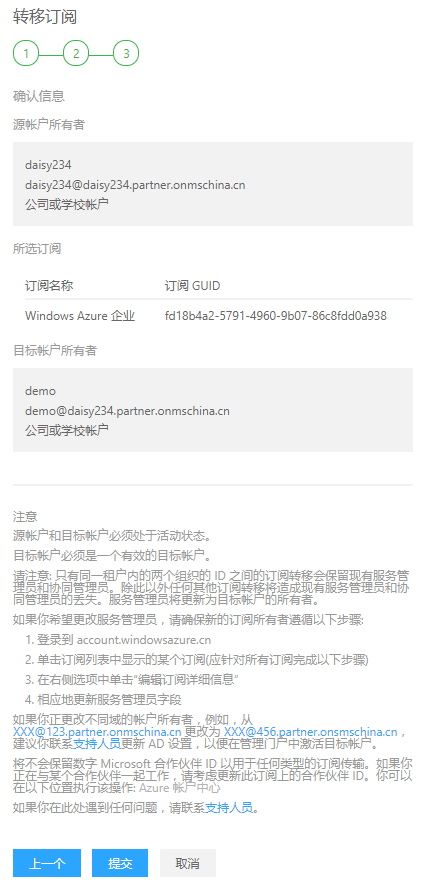 转移订阅
1 2 3
确认信息
源帐户所有者
daisy234
daisy234@daisy234.partner.onmschina.cn
公司或学校帐户
所选订阅
订阅名称 订阅 GUID
Windows Azure 企业 fd18b4a2-5791-4960-9b07-86c8fdd0a938
目标帐户所有者
demo
demo@daisy234.partner.onmschina.cn
公司或学校帐户
注意
源帐户和目标帐户必须处于活动状态。
目标帐户必须是一个有效的目标帐户。
请注意: 只有同一租户内的两个组织的 ID 之间的订阅转移会保留现有服务管
理员和协同管理员。除此以外任何其他订阅转移将造成现有服务管理员和协
同管理员的丢失。服务管理员将更新为目标帐户的所有者。
如果你希望更改服务管理员，请确保新的订阅所有者遵循以下步骤:
1. 登录到 account.windowsazure.cn
2. 单击订阅列表中显示的某个订阅(应针对所有订阅完成以下步骤)
3. 在右侧选项中单击"编辑订阅详细信息"
4. 相应地更新服务管理员字段
如果你正更改不同域的帐户所有者，例如，从
XXX@123.partner.onmschina.cn 更改为 XXX@456.partner.onsmschina.cn，
建议你联系支持人员更新 AD 设置，以便在管理门户中激活目标帐户。
将不会保留数字 Microsoft 合作伙伴 ID 以用于任何类型的订阅传输。如果你
正在与某个合作伙伴一起工作，请考虑更新此订阅上的合作伙伴 ID。你可以
在以下位置执行该操作: Azure 帐户中心
如果你在此处遇到任何问题，请联系支持人员。
上一个 提交 取消